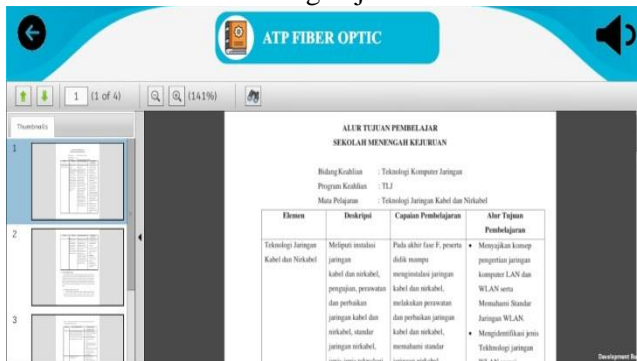 ATP FIBER OPTIC
1 (1 of 4) (141%)
Thumbnails
1
2
3
ALUR TUJUAN PEMBELAJAR
SEKOLAH MENENGAH KEJURUAN
Bidang Keahlian : Teknologi Komputer Jaringan
Program Keahlian : TLJ
Mata Pelajaran : Teknologi Jaringan Kabel dan Nirkabel
Elemen Deskripsi Capaian Pembelajaran Alur Tujuan
Pembelajaran
Teknologi Jaringan Meliputi instalasi Pada akhir fase F, peserta • Menyajikan konsep
Kabel dan Nirkabel jaringan didik mampu pengertian jaringan
kabel dan nirkabel, menginstalasi jaringan komputer LAN dan
pengujian, perawatan kabel dan nirkabel, WLAN serta
dan perbaikan melakukan perawatan Memahami Standar
jaringan kabel dan dan perbaikan jaringan Jaringan WLAN.
nirkabel, standar kabel dan nirkabel, • Mengidentifikasi jenis
jaringan nirkabel, memahami standar Tekhnologi jaringan
Development Bu